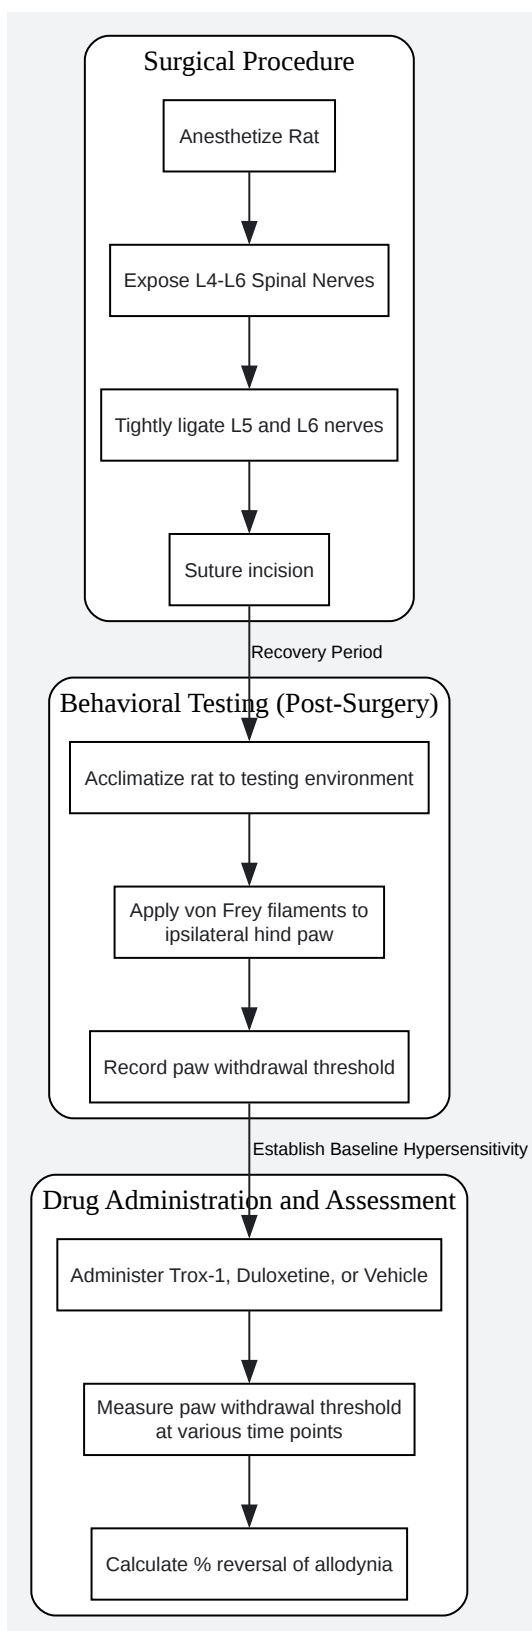 Surgical Procedure
Anesthetize Rat
Expose L4-L6 Spinal Nerves
Tightly ligate L5 and L6 nerves
Suture incision
Recovery Period
Behavioral Testing (Post-Surgery)
Acclimatize rat to testing environment
Apply von Frey filaments to
ipsilateral hind paw
Record paw withdrawal threshold
Establish Baseline Hypersensitivity
Drug Administration and Assessment
Administer Trox-1, Duloxetine, or Vehicle
Measure paw withdrawal threshold
at various time points
Calculate % reversal of allodynia